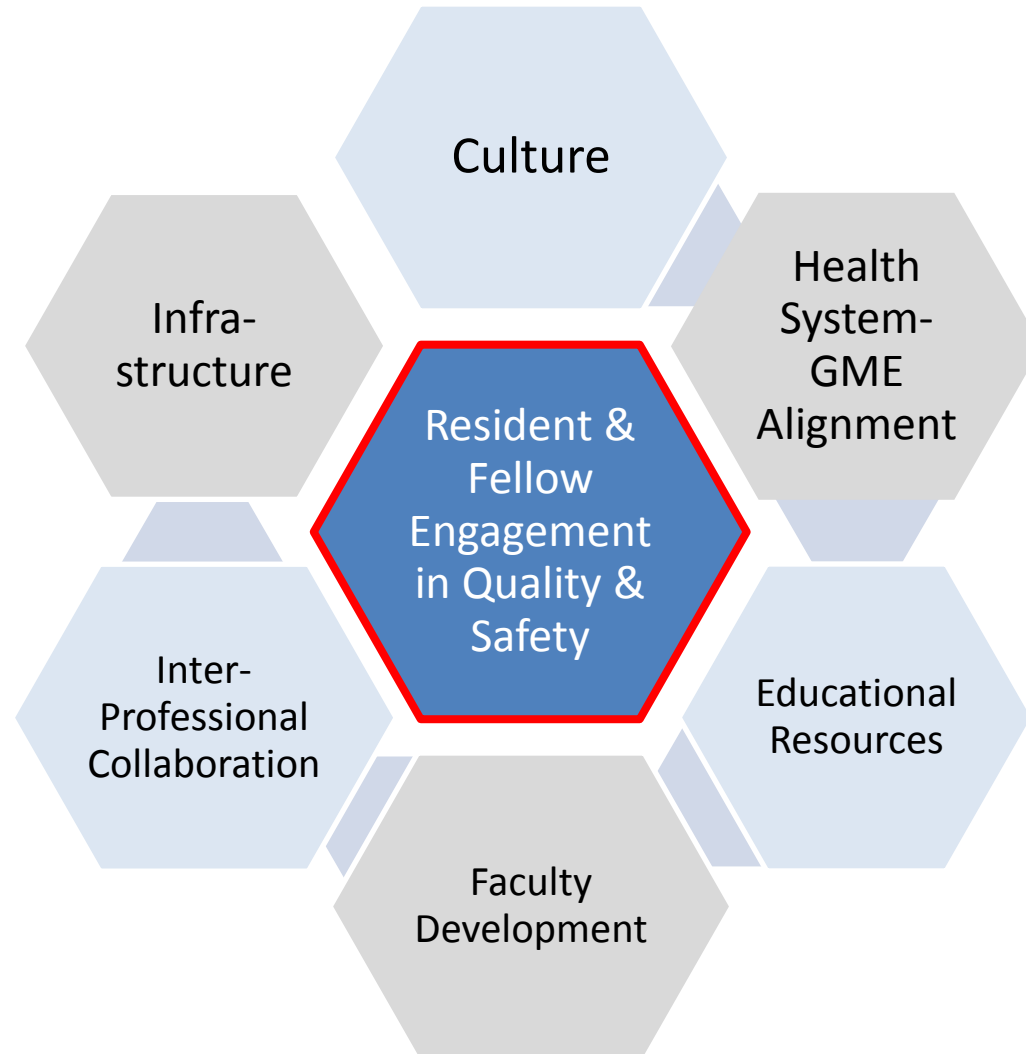 Culture
Health
System-
GME
Alignment
Infra-
structure
Resident &
Fellow
Engagement
in Quality &
Safety
Inter-
Professional
Collaboration
Educational
Resources
Faculty
Development